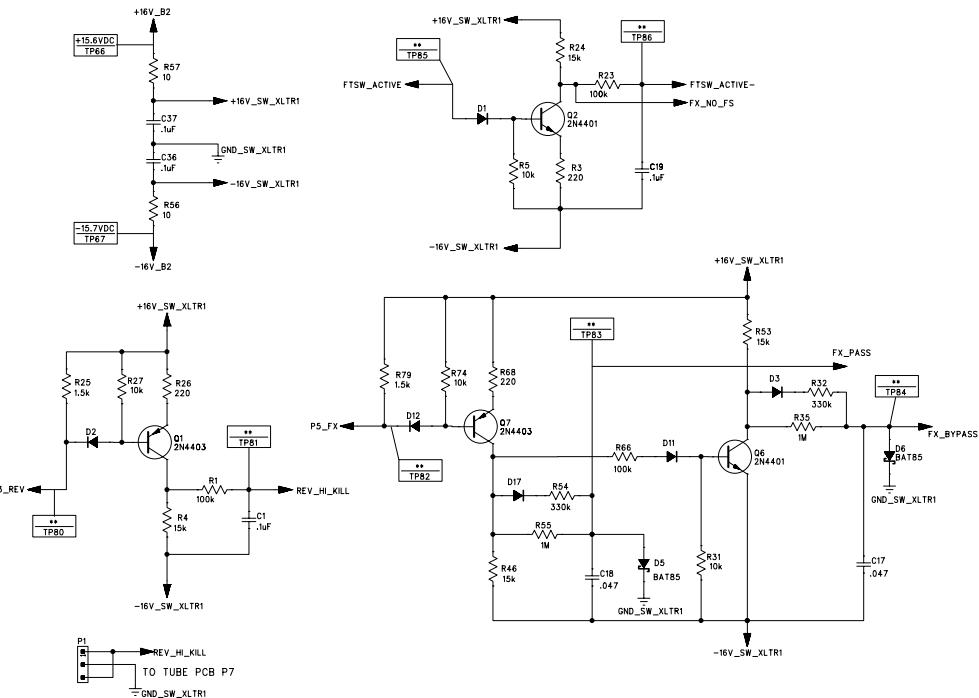 +16V_B2
+15.6VDC
TP66
R57
10
+16V_SW_XLTR1
C37
.1uF
GND_SW_XLTR1
C36
.1uF
-16V_SW_XLTR1
R56
10
-15.7VDC
TP67
-16V_B2
+16V_SW_XLTR1
**
TP85
R24
15k
**
TP86
FTSW_ACTIVE
R23
100k
FTSW_ACTIVE-
FX_NO_FS
D1
Q2
2N4401
R5
10k
R3
220
C19
.1uF
-16V_SW_XLTR1
+16V_SW_XLTR1
R25
1.5k
R27
10k
R26
220
D2
Q1
2N4403
**
TP81
R1
100k
REV_HI_KILL
_REV
**
TP80
R4
15k
C1
.1uF
-16V_SW_XLTR1
+16V_SW_XLTR1
**
TP83
R53
15k
FX_PASS
R79
1.5k
R74
10k
R68
220
D3
R32
330k
**
TP84
P5_FX
D12
Q7
2N4403
R35
1M
FX_BYPASS
**
TP82
R66
100k
D11
Q6
2N4401
D6
BAT85
GND_SW_XLTR1
D17
R54
330k
R55
1M
R46
15k
C18
.047
D5
BAT85
GND_SW_XLTR1
R31
10k
C17
.047
-16V_SW_XLTR1
P1
REV_HI_KILL
TO TUBE PCB P7
GND_SW_XLTR1